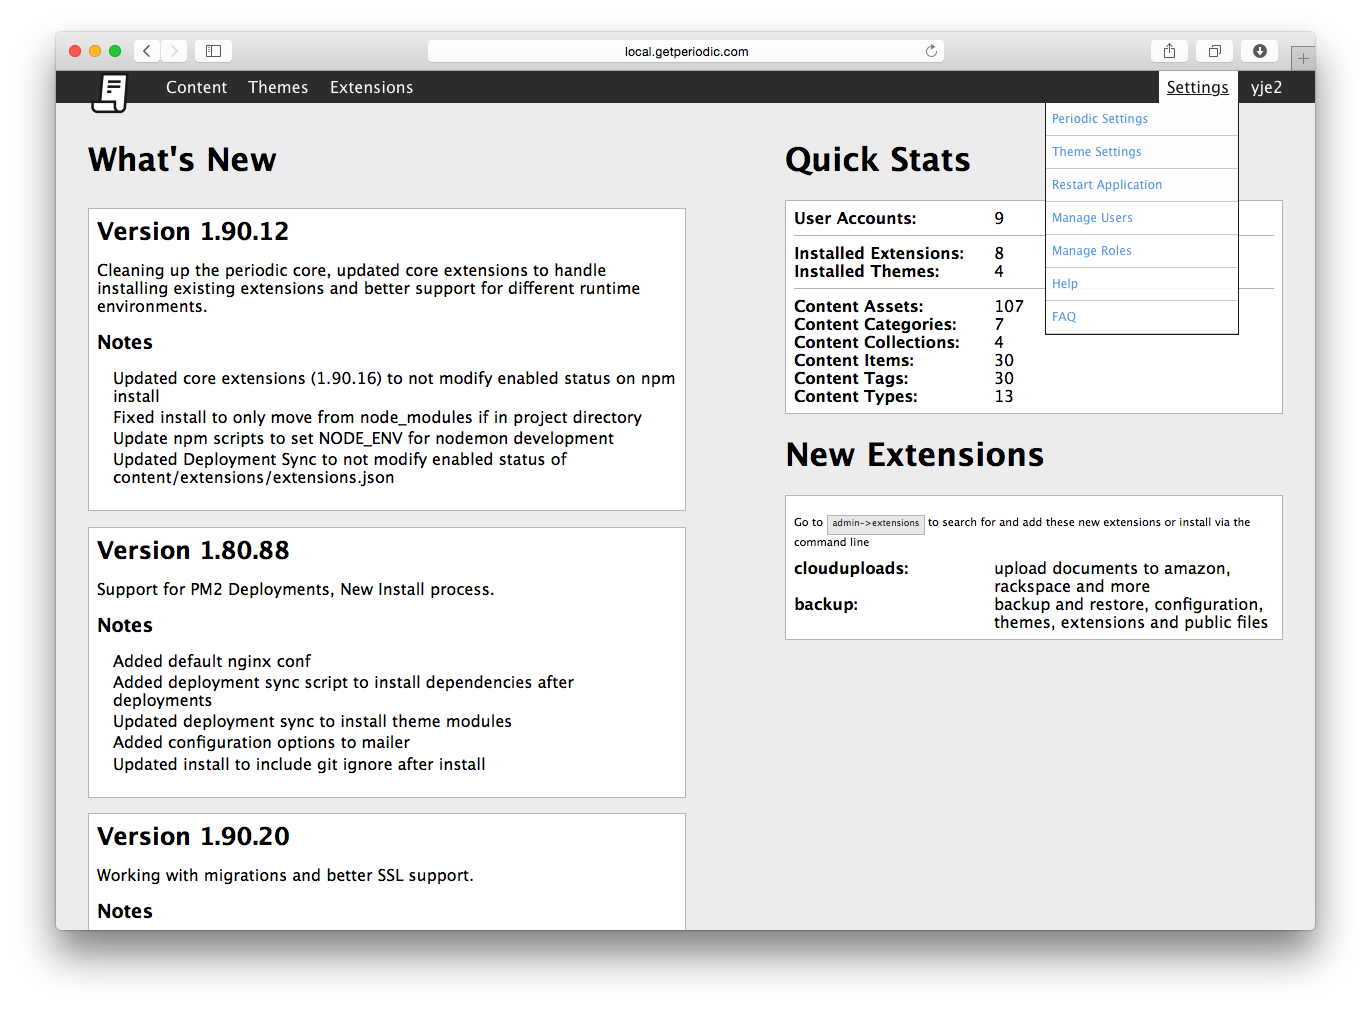 local.getperiodic.com
Content Themes Extensions Settings yje2
Periodic Settings
Theme Settings
Restart Application
Manage Users
Manage Roles
Help
FAQ
What's New
Version 1.90.12
Cleaning up the periodic core, updated core extensions to handle
installing existing extensions and better support for different runtime
environments.
Notes
Updated core extensions (1.90.16) to not modify enabled status on npm
install
Fixed install to only move from node_modules if in project directory
Update npm scripts to set NODE_ENV for nodemon development
Updated Deployment Sync to not modify enabled status of
content/extensions/extensions.json
Version 1.80.88
Support for PM2 Deployments, New Install process.
Notes
Added default nginx conf
Added deployment sync script to install dependencies after
deployments
Updated deployment sync to install theme modules
Added configuration options to mailer
Updated install to include git ignore after install
Version 1.90.20
Working with migrations and better SSL support.
Notes
Quick Stats
User Accounts: 9
Installed Extensions: 8
Installed Themes: 4
Content Assets: 107
Content Categories: 7
Content Collections: 4
Content Items: 30
Content Tags: 30
Content Types: 13
New Extensions
Go to admin->extensions to search for and add these new extensions or install via the
command line
clouduploads: upload documents to amazon,
rackspace and more
backup: backup and restore, configuration,
themes, extensions and public files